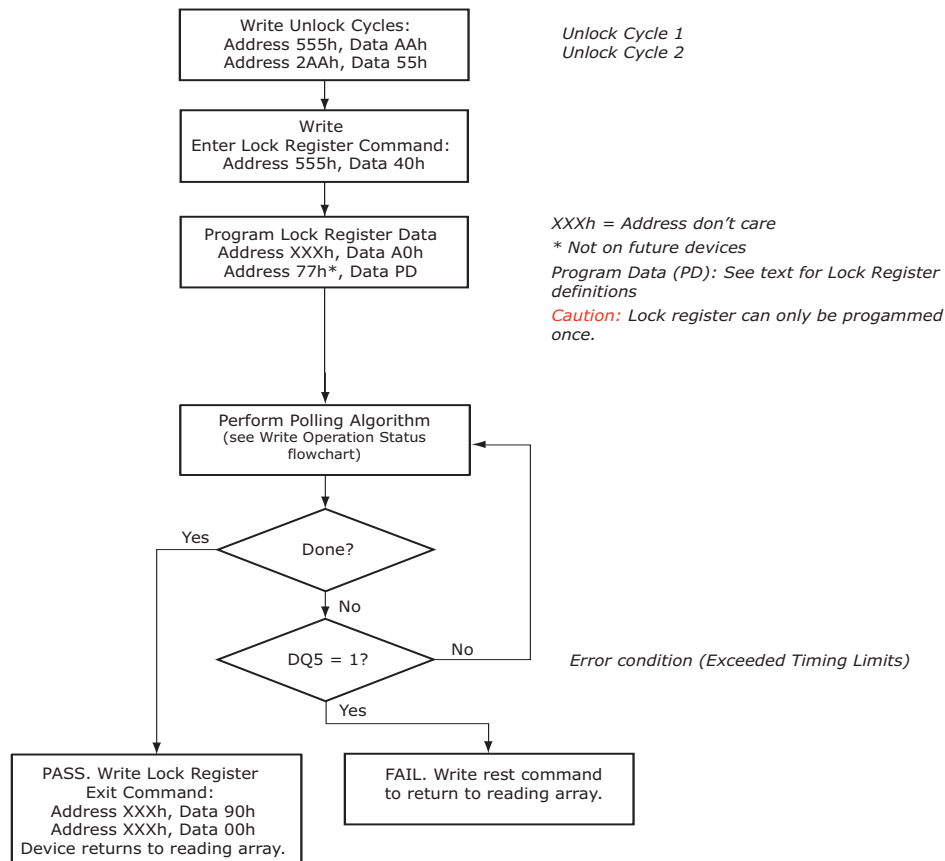 Write Unlock Cycles:
Address 555h, Data AAh
Address 2AAh, Data 55h
Unlock Cycle 1
Unlock Cycle 2
Write
Enter Lock Register Command:
Address 555h, Data 40h
Program Lock Register Data
Address XXXh, Data A0h
Address 77h*, Data PD
XXXh = Address don't care
* Not on future devices
Program Data (PD): See text for Lock Register
definitions
Caution: Lock register can only be progammed
once.
Perform Polling Algorithm
(see Write Operation Status
flowchart)
Yes
Done?
No
DQ5 = 1?
No
Error condition (Exceeded Timing Limits)
Yes
PASS. Write Lock Register
Exit Command:
Address XXXh, Data 90h
Address XXXh, Data 00h
Device returns to reading array.
FAIL. Write rest command
to return to reading array.